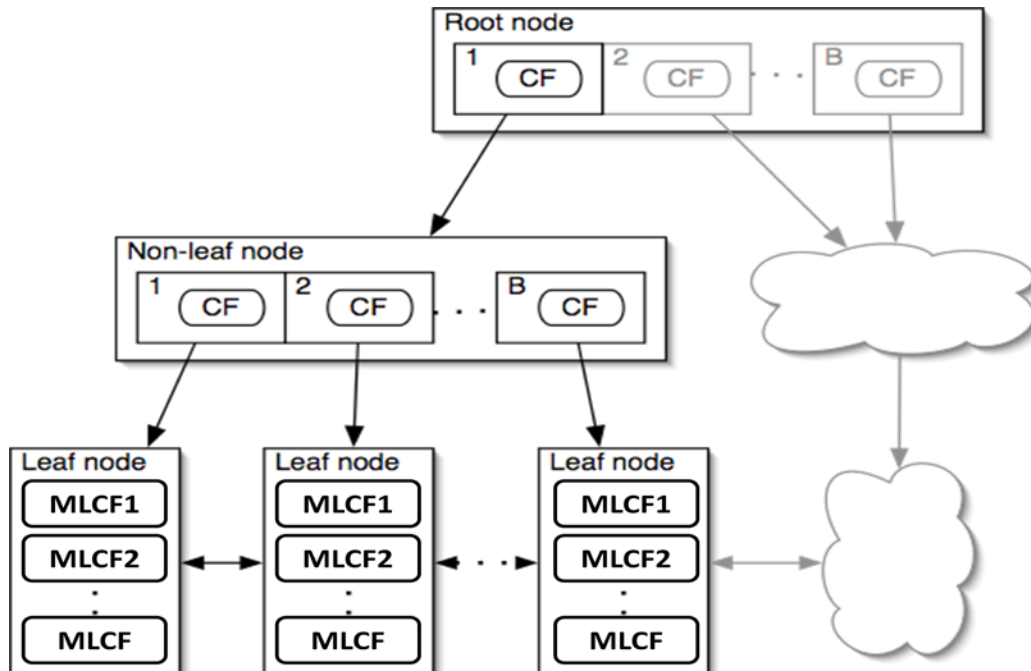 Root node
1 CF 2 CF . . . B CF
Non-leaf node
1 CF 2 CF . . . B CF
Leaf node Leaf node Leaf node
MLCF1 MLCF1 MLCF1
MLCF2 MLCF2 . . . MLCF2
MLCF MLCF MLCF